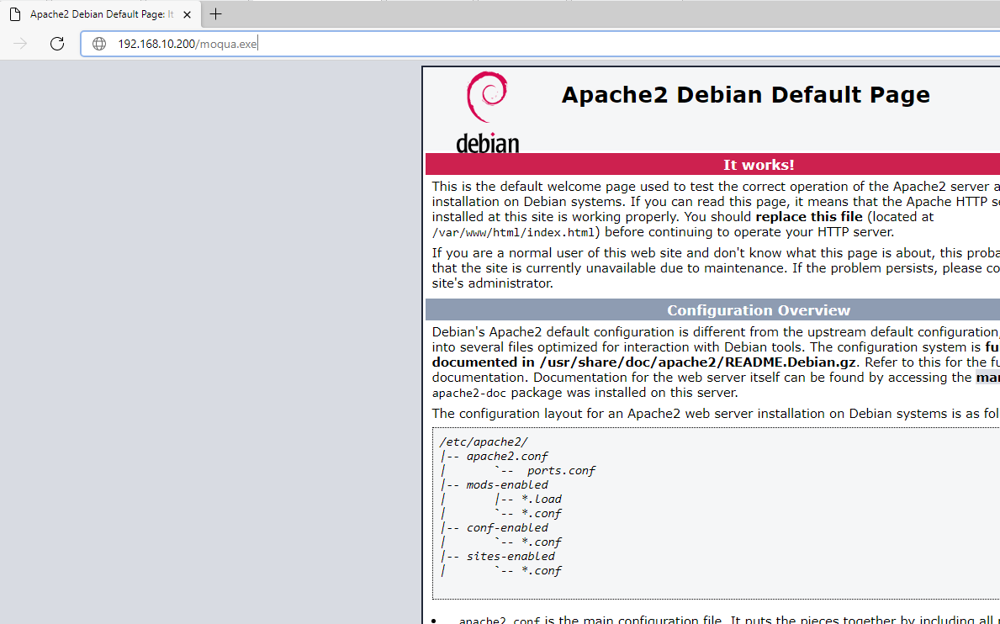 Apache2 Debian Default Page: It
192.168.10.200/moqua.exe
debian
Apache2 Debian Default Page
It works!
This is the default welcome page used to test the correct operation of the Apache2 server a
installation on Debian systems. If you can read this page, it means that the Apache HTTP se
installed at this site is working properly. You should replace this file (located at
/var/www/html/index.html) before continuing to operate your HTTP server.
If you are a normal user of this web site and don't know what this page is about, this proba
that the site is currently unavailable due to maintenance. If the problem persists, please co
site's administrator.
Configuration Overview
Debian's Apache2 default configuration is different from the upstream default configuration,
into several files optimized for interaction with Debian tools. The configuration system is fu
documented in /usr/share/doc/apache2/README.Debian.gz. Refer to this for the fu
documentation. Documentation for the web server itself can be found by accessing the man
apache2-doc package was installed on this server.
The configuration layout for an Apache2 web server installation on Debian systems is as fol
/etc/apache2/
|-- apache2.conf
|       `--  ports.conf
|-- mods-enabled
|       |-- *.load
|       `-- *.conf
|-- conf-enabled
|       `-- *.conf
|-- sites-enabled
|       `-- *.conf
• apache2.conf is the main configuration file. It puts the pieces together by including all